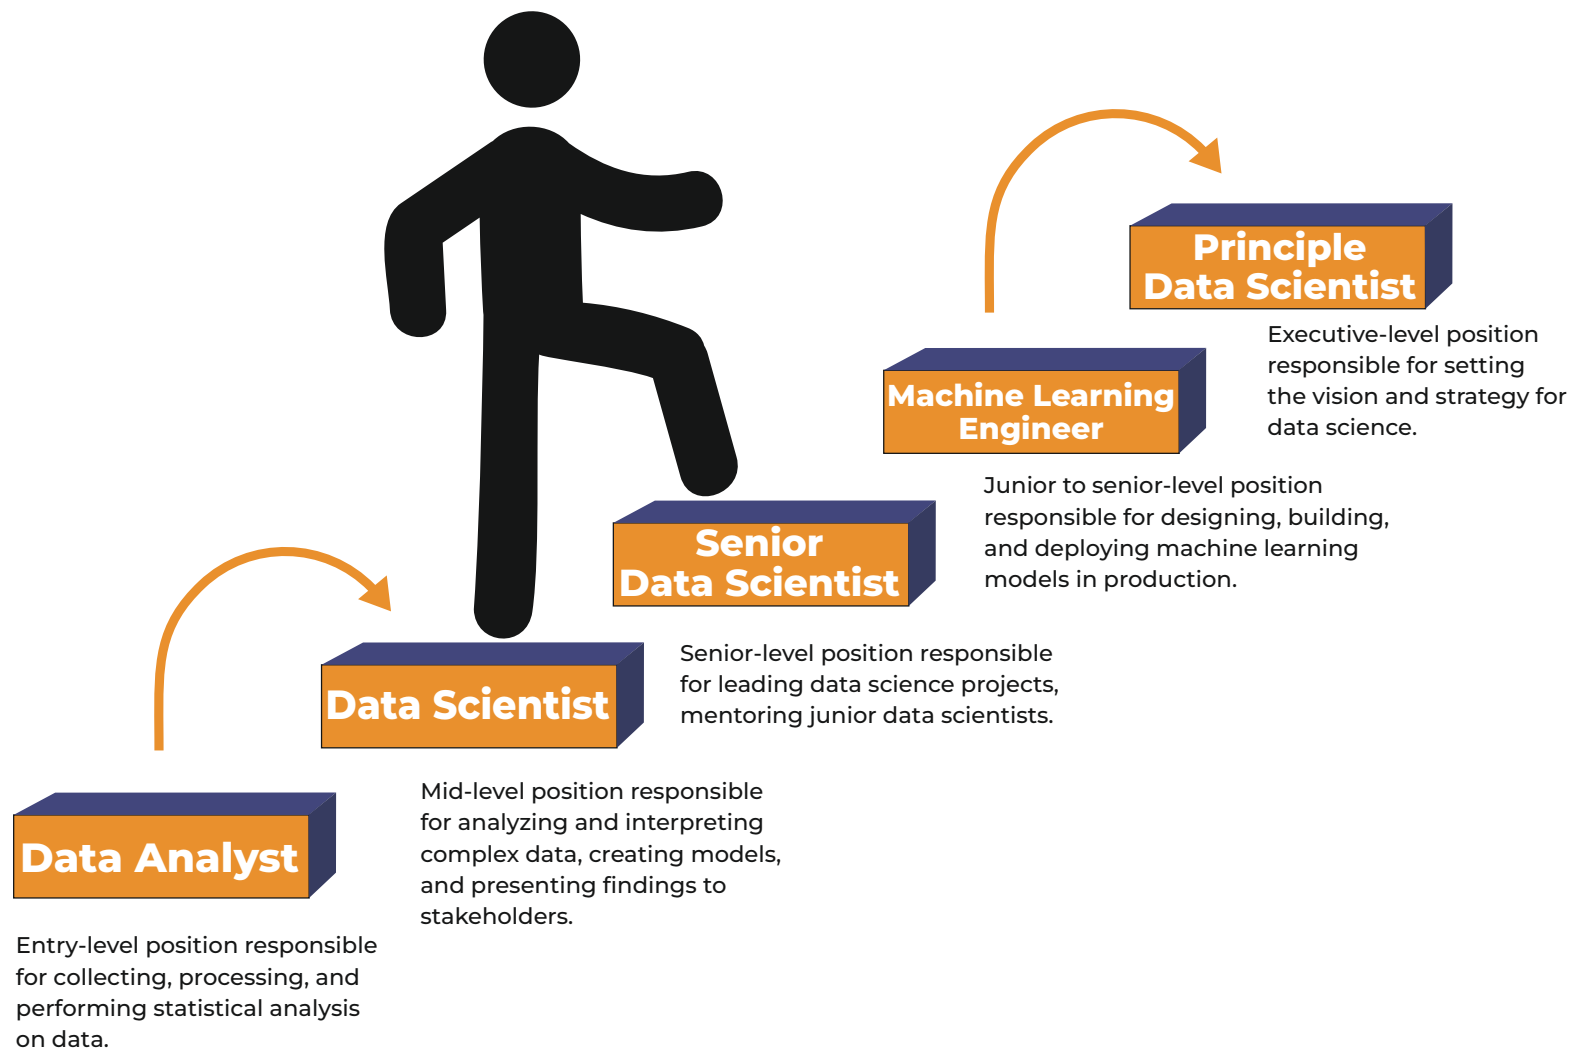 Principle
Data Scientist
Executive-level position
responsible for setting
the vision and strategy for
data science.
Machine Learning
Engineer
Junior to senior-level position
responsible for designing, building,
and deploying machine learning
models in production.
Senior
Data Scientist
Senior-level position responsible
for leading data science projects,
mentoring junior data scientists.
Data Scientist
Mid-level position responsible
for analyzing and interpreting
complex data, creating models,
and presenting findings to
stakeholders.
Data Analyst
Entry-level position responsible
for collecting, processing, and
performing statistical analysis
on data.